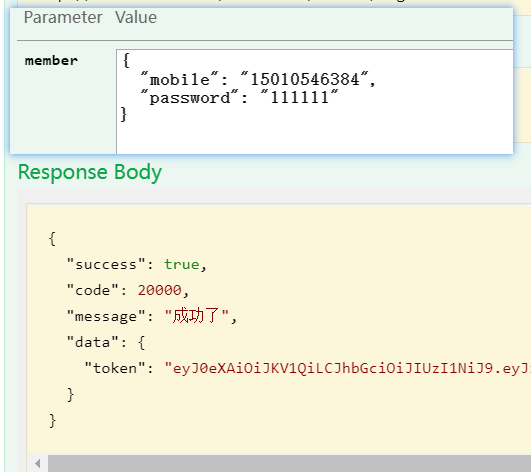 Parameter Value
member
{
"mobile": "15010546384",
"password": "111111"
}
Response Body
{
"success": true,
"code": 20000,
"message": "成功了",
"data": {
"token": "eyJ0eXAiOiJKV1QiLCJhbGciOiJIUzI1NiJ9.eyJ
}
}